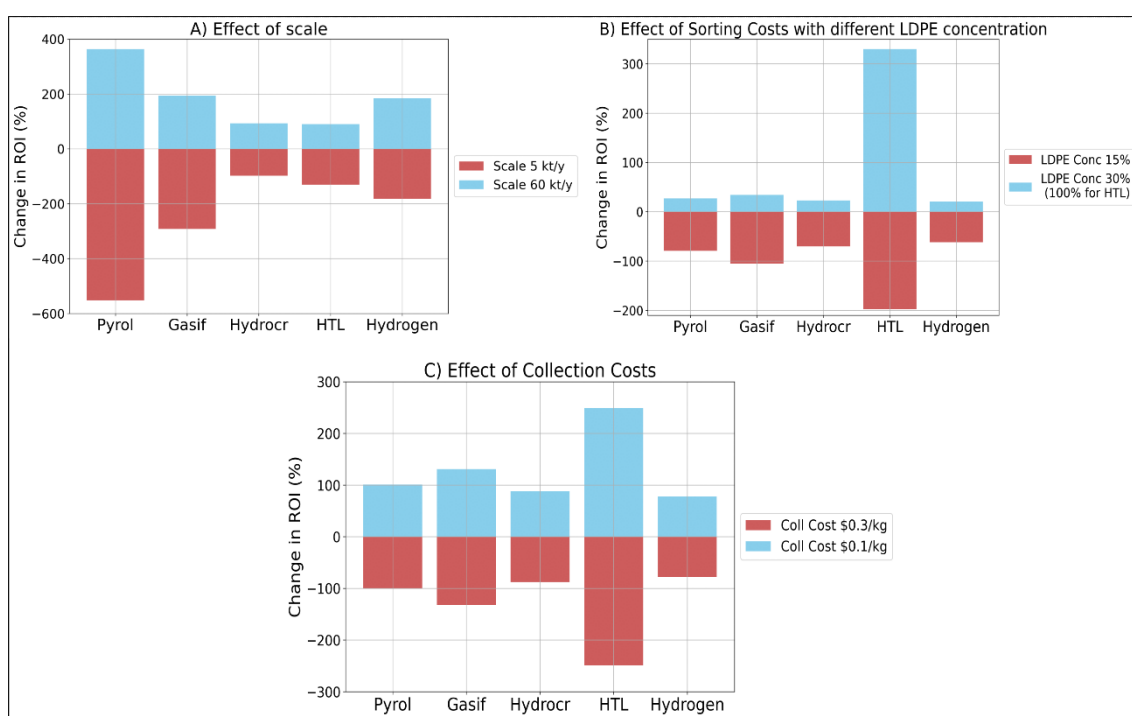 A) Effect of scale
Change in ROI (%)
400
200
0
−200
−400
−600
Pyrol Gasif Hydrocr HTL Hydrogen
Scale 5 kt/y
Scale 60 kt/y
B) Effect of Sorting Costs with different LDPE concentration
Change in ROI (%)
300
200
100
0
−100
−200
Pyrol Gasif Hydrocr HTL Hydrogen
LDPE Conc 15%
LDPE Conc 30%
(100% for HTL)
C) Effect of Collection Costs
Change in ROI (%)
300
200
100
0
−100
−200
−300
Pyrol Gasif Hydrocr HTL Hydrogen
Coll Cost $0.3/kg
Coll Cost $0.1/kg